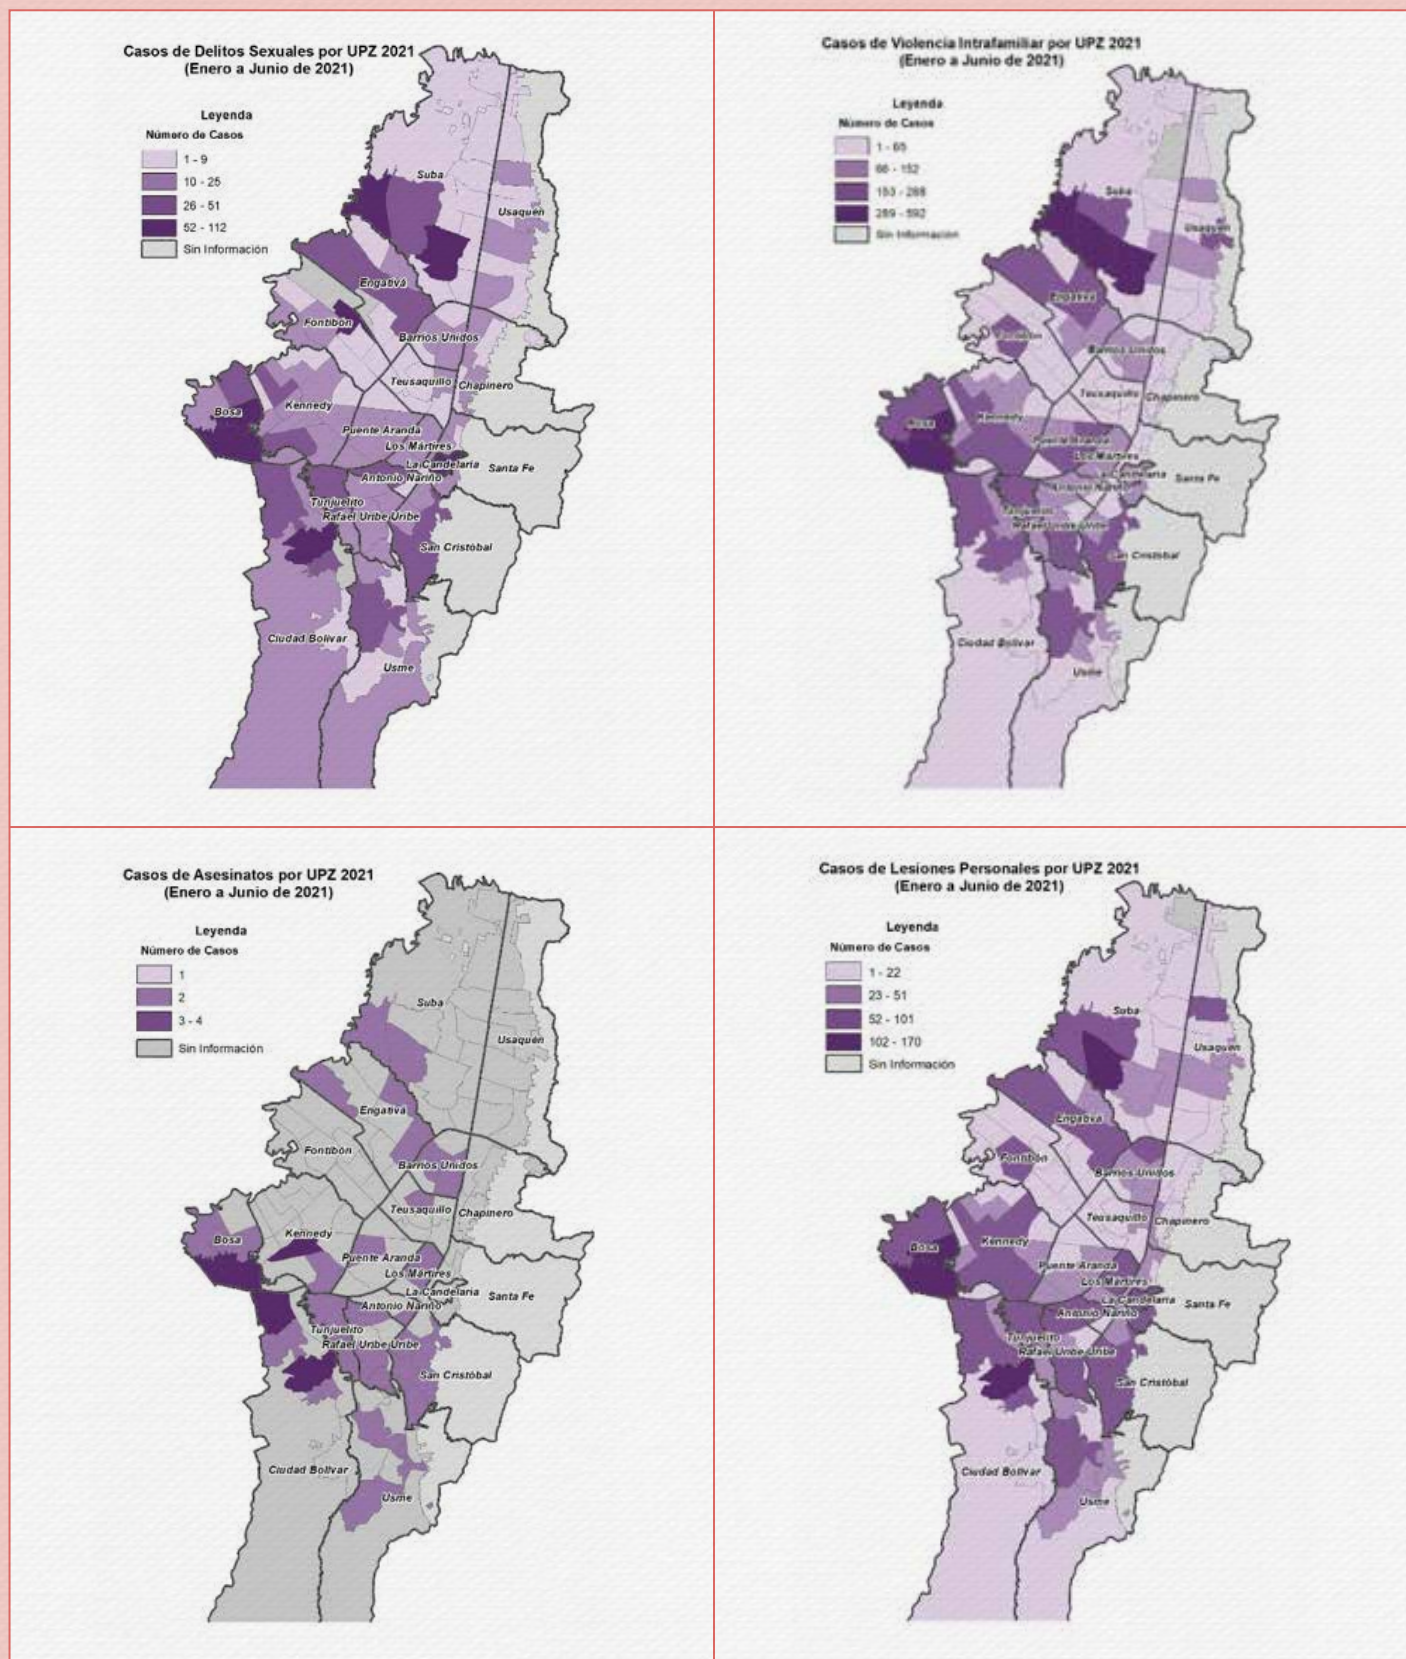 Casos de Delitos Sexuales por UPZ 2021
(Enero a Junio de 2021)
Leyenda
Número de Casos
1 - 9
10 - 25
26 - 51
52 - 112
Sin Información
Suba
Usaquén
Engativá
Fontibón
Barrios Unidos
Teusaquillo
Chapinero
Bosa
Kennedy
Puente Aranda
Los Mártires
La Candelaria
Santa Fe
Antonio Nariño
Tunjuelito
Rafael Uribe Uribe
San Cristóbal
Ciudad Bolívar
Usme
Casos de Violencia Intrafamiliar por UPZ 2021
(Enero a Junio de 2021)
Leyenda
Número de Casos
1 - 65
66 - 152
153 - 288
289 - 592
Sin Información
Suba
Usaquén
Engativá
Fontibón
Barrios Unidos
Teusaquillo
Chapinero
Bosa
Kennedy
Puente Aranda
Los Mártires
La Candelaria
Santa Fe
Antonio Nariño
Tunjuelito
Rafael Uribe Uribe
San Cristóbal
Ciudad Bolívar
Usme
Casos de Asesinatos por UPZ 2021
(Enero a Junio de 2021)
Leyenda
Número de Casos
1
2
3 - 4
Sin Información
Suba
Usaquén
Engativá
Fontibón
Barrios Unidos
Teusaquillo
Chapinero
Bosa
Kennedy
Puente Aranda
Los Mártires
La Candelaria
Santa Fe
Antonio Nariño
Tunjuelito
Rafael Uribe Uribe
San Cristóbal
Ciudad Bolívar
Usme
Casos de Lesiones Personales por UPZ 2021
(Enero a Junio de 2021)
Leyenda
Número de Casos
1 - 22
23 - 51
52 - 101
102 - 170
Sin Información
Suba
Usaquén
Engativá
Fontibón
Barrios Unidos
Teusaquillo
Chapinero
Bosa
Kennedy
Puente Aranda
Los Mártires
La Candelaria
Santa Fe
Antonio Nariño
Tunjuelito
Rafael Uribe Uribe
San Cristóbal
Ciudad Bolívar
Usme